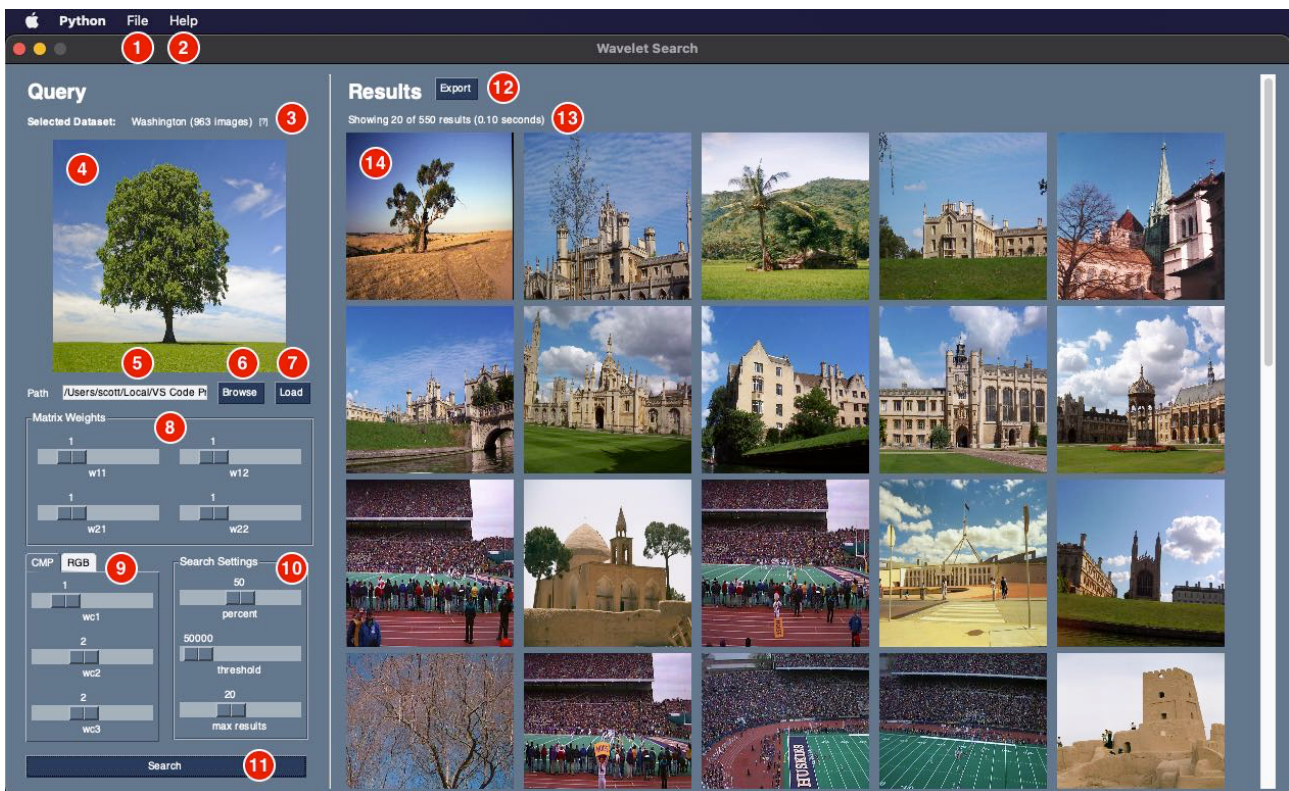 Python File Help
1 2
Wavelet Search
Query
Selected Dataset: Washington (963 images) [?] 3
4
5 6 7
Path /Users/scott/Local/VS Code Pr Browse Load
Matrix Weights 8
1 1
w11 w12
1 1
w21 w22
CMP RGB 9
1
wc1
2
wc2
2
wc3
Search Settings 10
50
percent
50000
threshold
20
max results
Search 11
Results Export 12
Showing 20 of 550 results (0.10 seconds) 13
14
HUSKIES